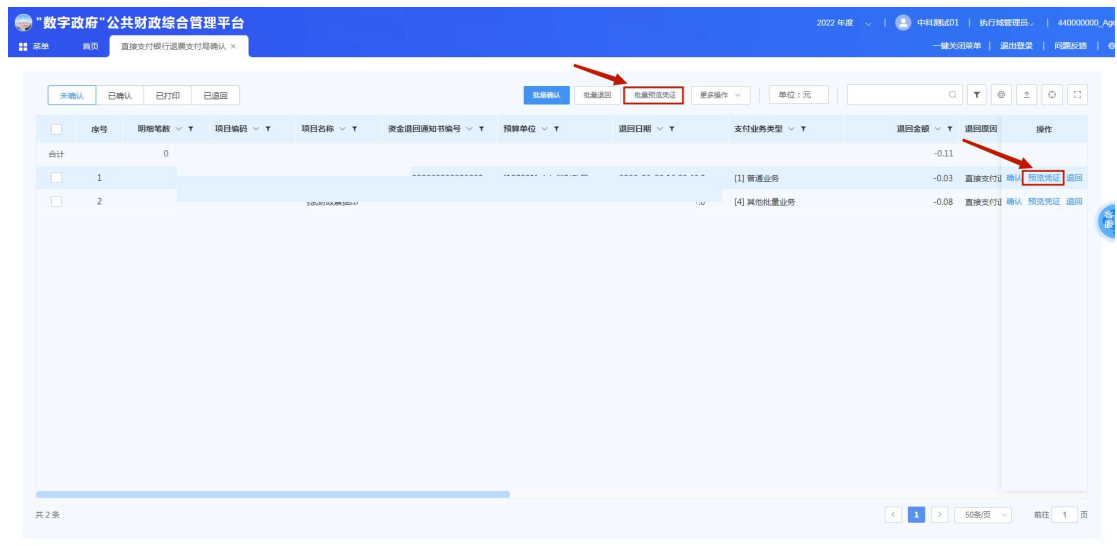 "数字政府"公共财政综合管理平台
2022 年度 中科测试01 | 执行域管理员 | 440000000_Age
菜单 首页 直接支付银行退票支付局确认 ×
一键关闭菜单 | 退出登录 | 问题反馈 |
未确认 已确认 已打印 已退回 批量确认 批量退回 批量预览凭证 更多操作 单位：元
序号 明细笔数 项目编码 项目名称 资金退回通知书编号 预算单位 退回日期 支付业务类型 退回金额 退回原因 操作
合计 0 -0.11
1 [1] 普通业务 -0.03 直接支付退 确认 预览凭证 退回
2 [4] 其他批量业务 -0.08 直接支付退 确认 预览凭证 退回
共 2 条 < 1 > 50条/页 前往 1 页